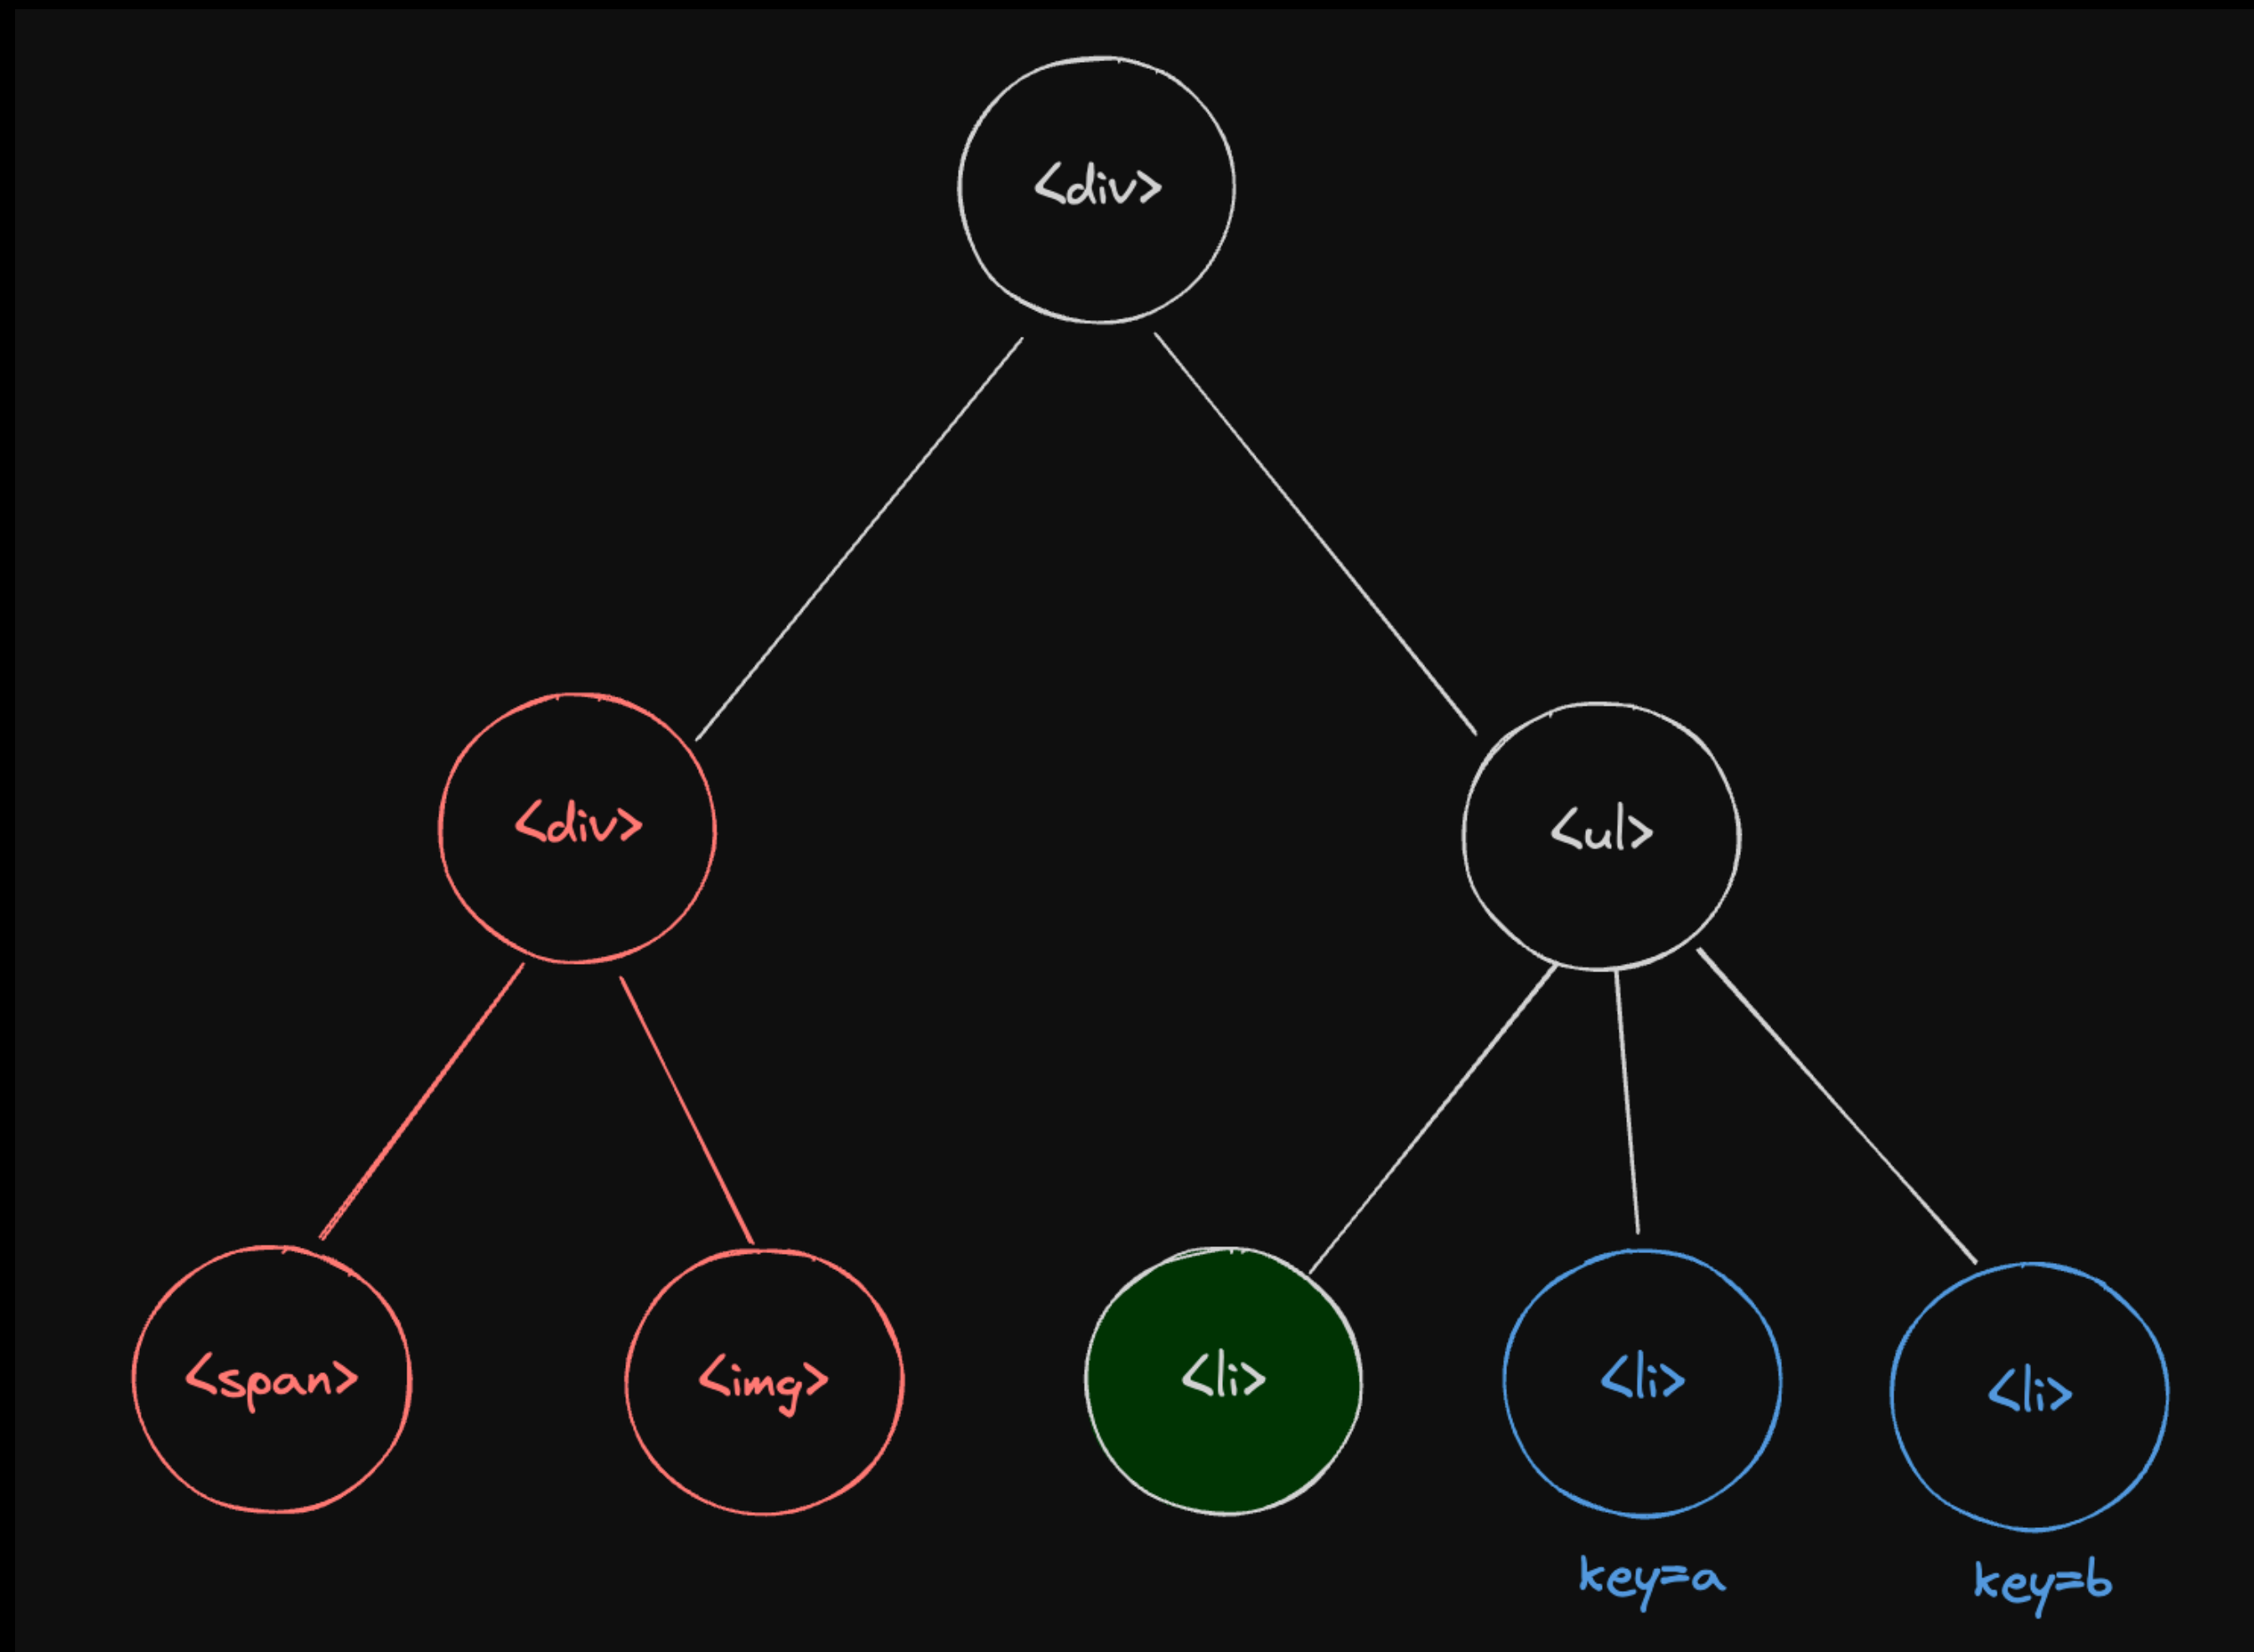 <div>
<div>
<ul>
<span>
<img>
<li>
<li>
<li>
key=a
key=b